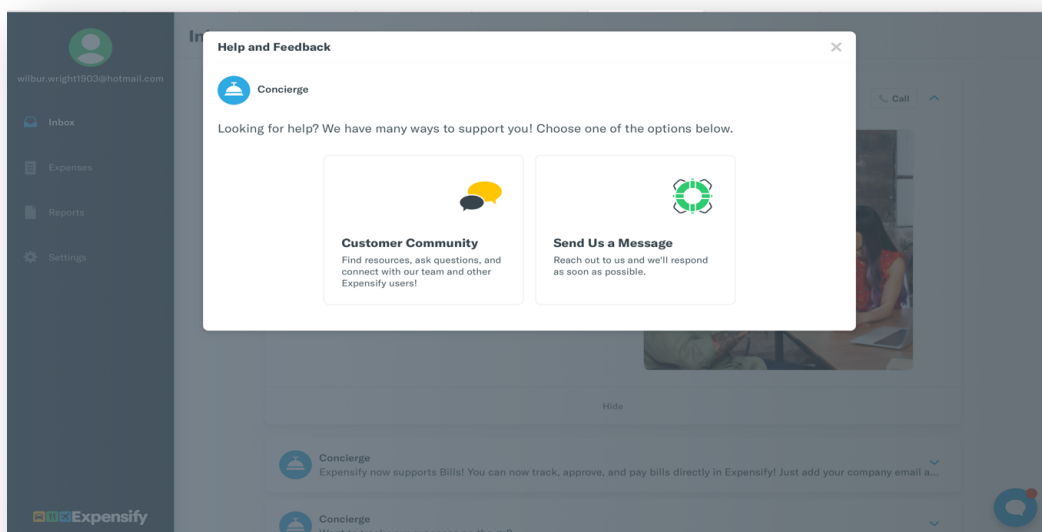 Help and Feedback
Concierge
Looking for help? We have many ways to support you! Choose one of the options below.
Customer Community
Find resources, ask questions, and
connect with our team and other
Expensify users!
Send Us a Message
Reach out to us and we'll respond
as soon as possible.
wilbur.wright1903@hotmail.com
Inbox
Expenses
Reports
Settings
Expensify
In
Call
Hide
Concierge
Expensify now supports Bills! You can now track, approve, and pay bills directly in Expensify! Just add your company email a...
Concierge